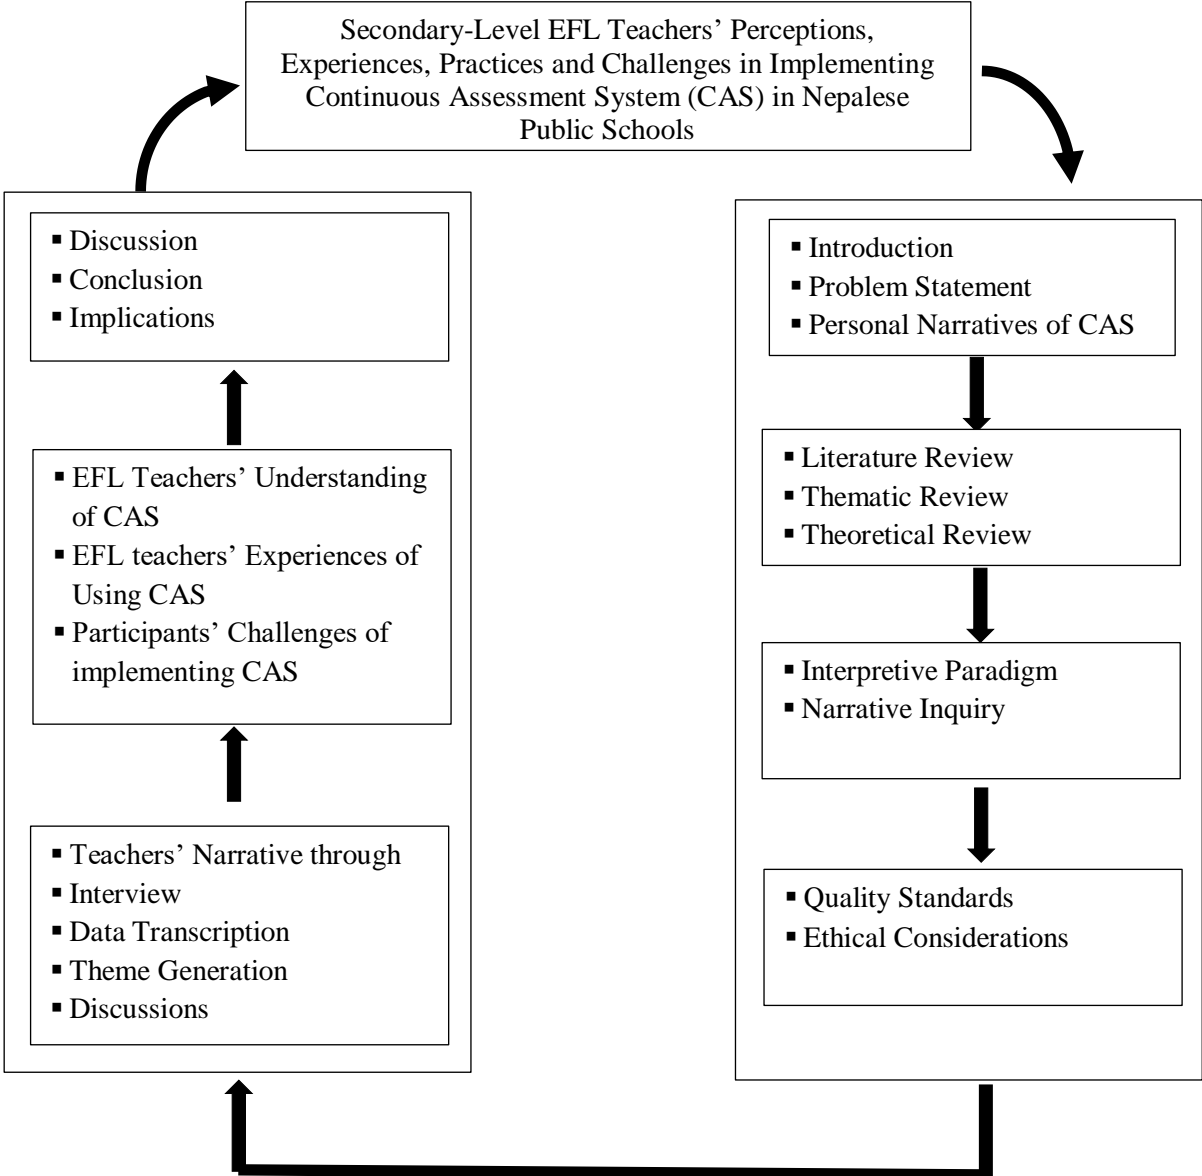 Secondary-Level EFL Teachers’ Perceptions,
Experiences, Practices and Challenges in Implementing
Continuous Assessment System (CAS) in Nepalese
Public Schools
▪ Introduction
▪ Problem Statement
▪ Personal Narratives of CAS
▪ Literature Review
▪ Thematic Review
▪ Theoretical Review
▪ Interpretive Paradigm
▪ Narrative Inquiry
▪ Quality Standards
▪ Ethical Considerations
▪ Discussion
▪ Conclusion
▪ Implications
▪ EFL Teachers’ Understanding
of CAS
▪ EFL teachers’ Experiences of
Using CAS
▪ Participants’ Challenges of
implementing CAS
▪ Teachers’ Narrative through
▪ Interview
▪ Data Transcription
▪ Theme Generation
▪ Discussions